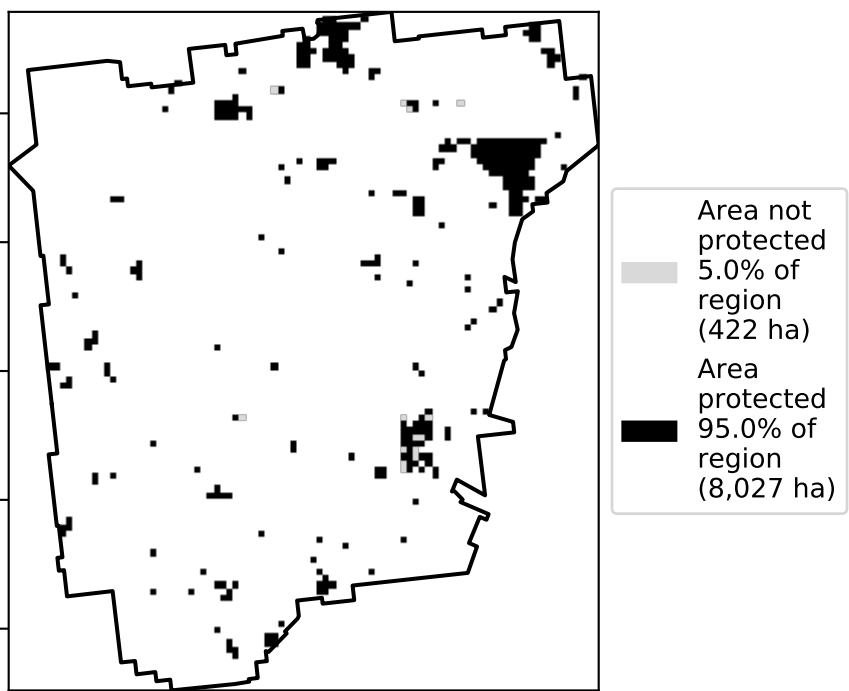 Area not
protected
5.0% of
region
(422 ha)
Area
protected
95.0% of
region
(8,027 ha)